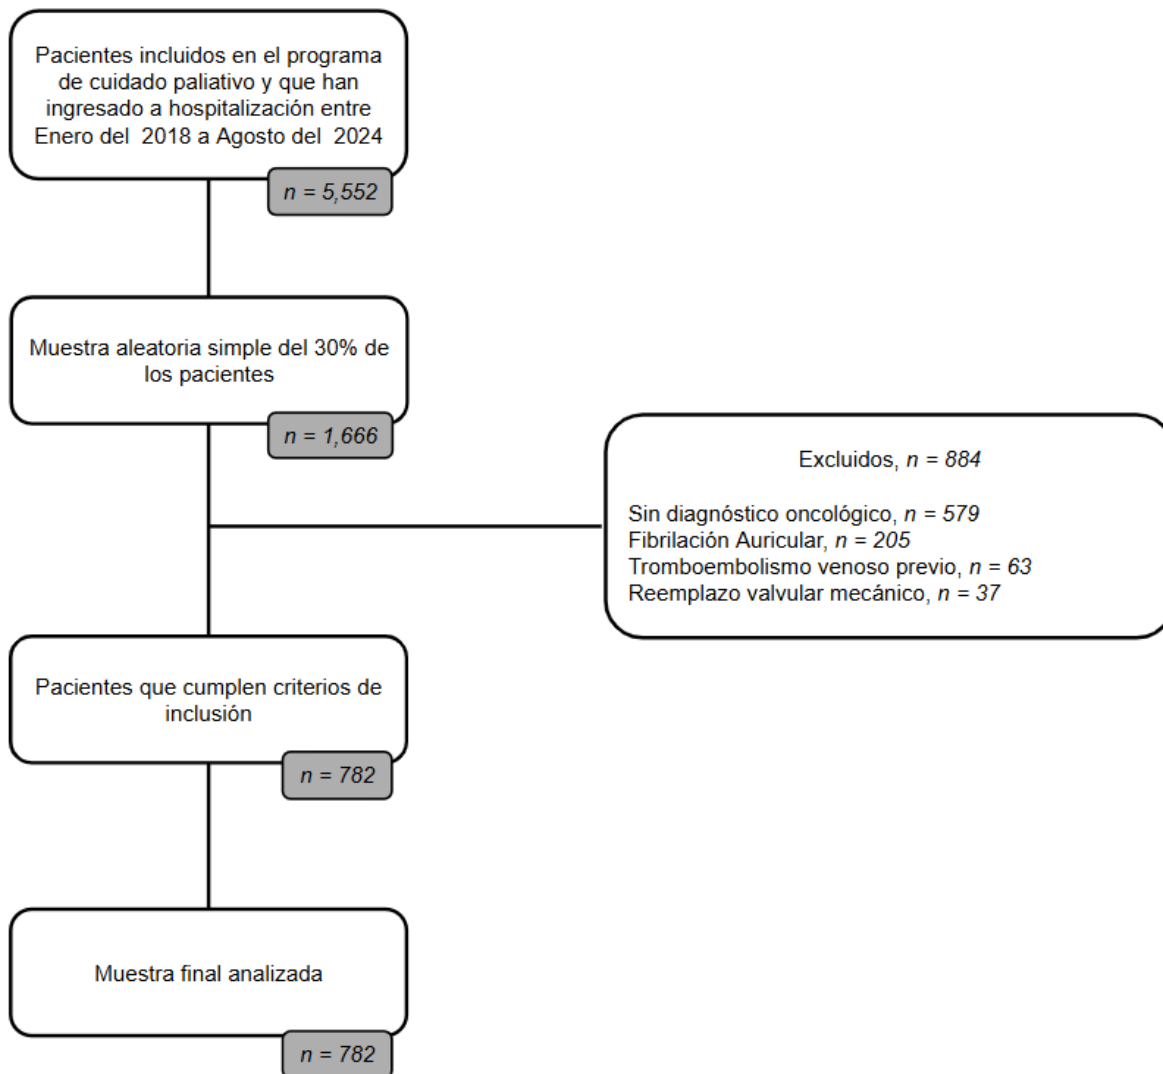 Pacientes incluidos en el programa
de cuidado paliativo y que han
ingresado a hospitalización entre
Enero del  2018 a Agosto del  2024
n = 5,552
Muestra aleatoria simple del 30% de
los pacientes
n = 1,666
Excluidos, n = 884
Sin diagnóstico oncológico, n = 579
Fibrilación Auricular, n = 205
Tromboembolismo venoso previo, n = 63
Reemplazo valvular mecánico, n = 37
Pacientes que cumplen criterios de
inclusión
n = 782
Muestra final analizada
n = 782